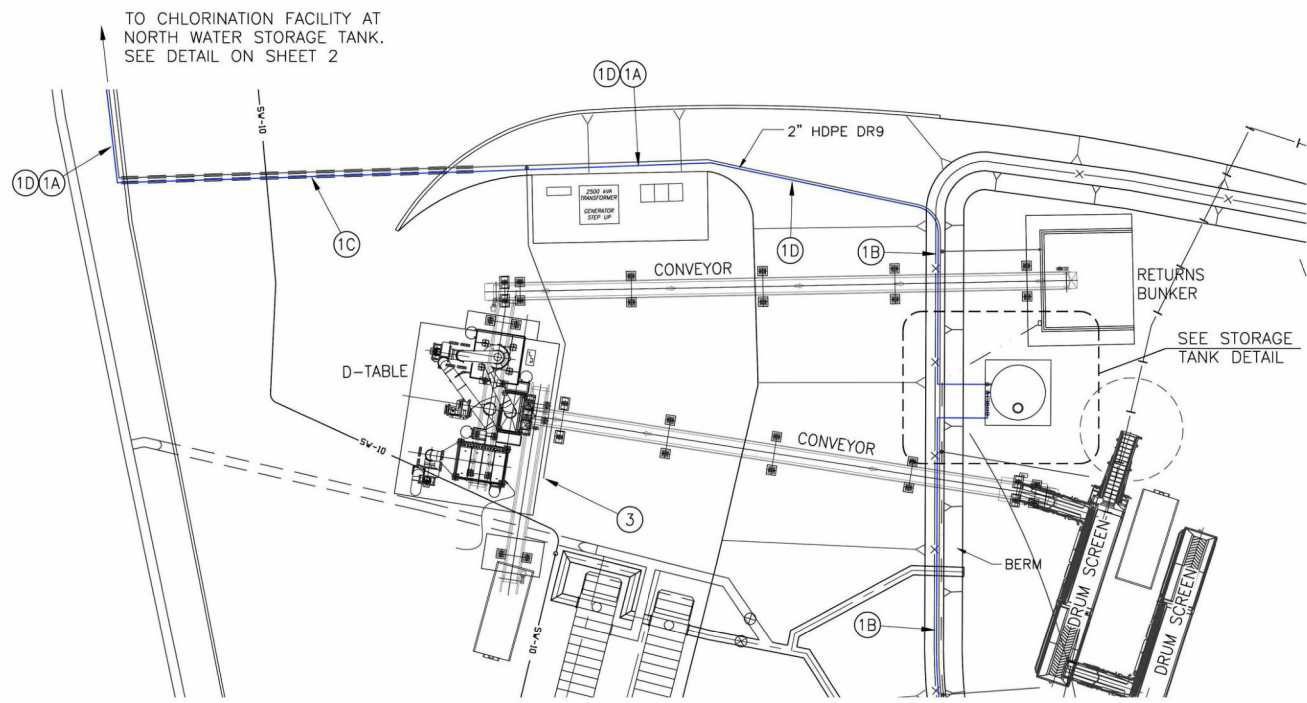 TO CHLORINATION FACILITY AT
NORTH WATER STORAGE TANK.
SEE DETAIL ON SHEET 2
1D 1A
2" HDPE DR9
SW-10
1D 1A
2500 kVA
TRANSFORMER
GENERATOR
STEP UP
1C
1D
1B
CONVEYOR
RETURNS
BUNKER
SEE STORAGE
TANK DETAIL
D-TABLE
CONVEYOR
SW-10
3
BERM
DRUM SCREEN
DRUM SCREEN
1B
SW-10